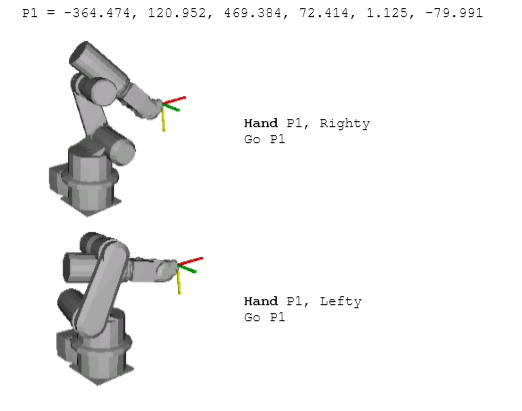 P1 = -364.474, 120.952, 469.384, 72.414, 1.125, -79.991
Hand P1, Righty
Go P1
Hand P1, Lefty
Go P1